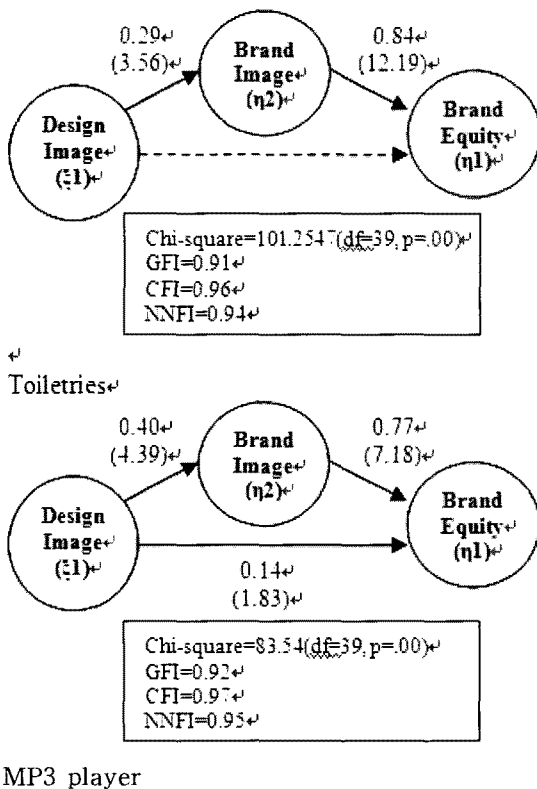 0.29↵
(3.56)↵
0.84↵
(12.19)↵
Brand
Image↵
(η2)↵
Design
Image↵
(ξ1)↵
Brand
Equity↵
(η1)↵
Chi-square=101.2547(df=39, p=.00)↵
GFI=0.91↵
CFI=0.96↵
NNFI=0.94↵
↵
Toiletries↵
0.40↵
(4.39)↵
0.77↵
(7.18)↵
Brand
Image↵
(η2)↵
Design
Image↵
(ξ1)↵
Brand
Equity↵
(η1)↵
0.14↵
(1.83)↵
Chi-square=83.54(df=39, p=.00)↵
GFI=0.92↵
CFI=0.97↵
NNFI=0.95↵
MP3 player